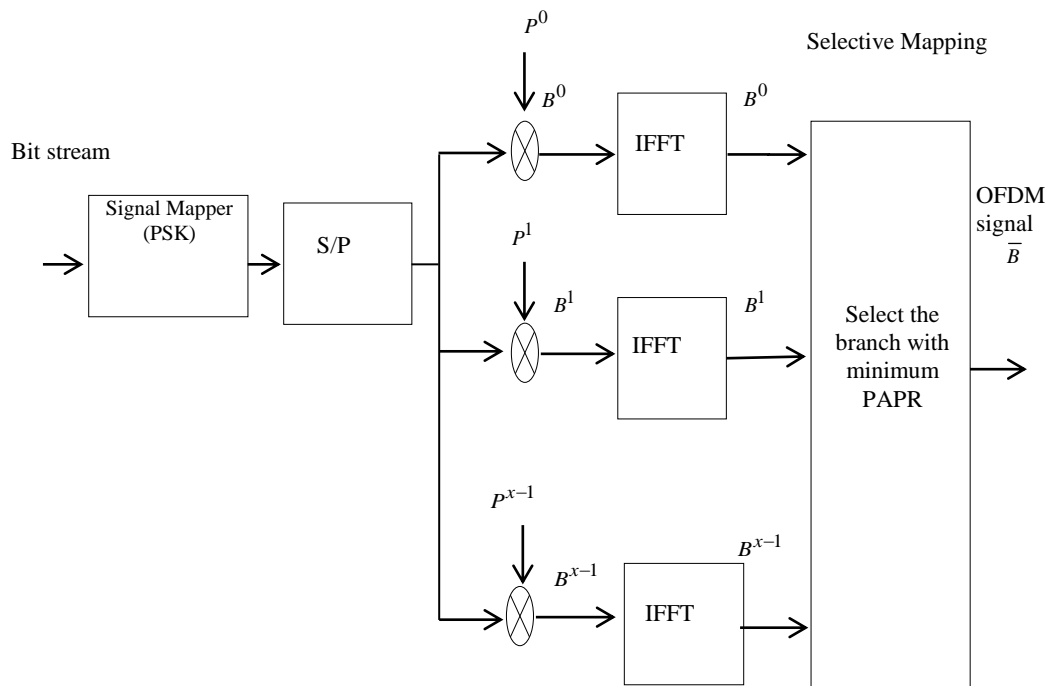 P^0
Selective Mapping
B^0
B^0
IFFT
Bit stream
Signal Mapper
(PSK)
S/P
OFDM
signal
B̅
P^1
B^1
B^1
IFFT
Select the
branch with
minimum
PAPR
P^{x–1}
B^{x–1}
B^{x–1}
IFFT